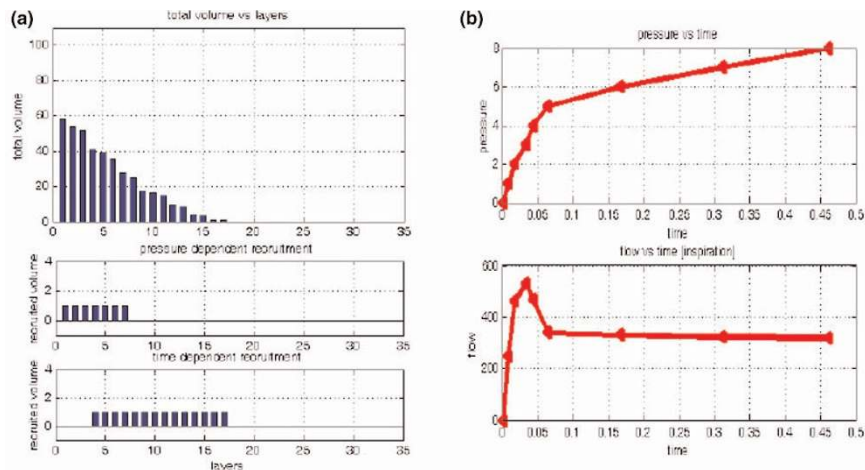 (a)
total volume vs layers
total volume
100
80
60
40
20
0
0 5 10 15 20 25 30 35
pressure dependent recruitment
recruited volume
4
2
0
0 5 10 15 20 25 30 35
time dependent recruitment
recruited volume
4
2
0
0 5 10 15 20 25 30 35
layers
(b)
pressure vs time
pressure
8
6
4
2
0
0 0.05 0.1 0.15 0.2 0.25 0.3 0.35 0.4 0.45 0.5
time
flow vs time [inspiration]
flow
600
400
200
0
0 0.05 0.1 0.15 0.2 0.25 0.3 0.35 0.4 0.45 0.5
time